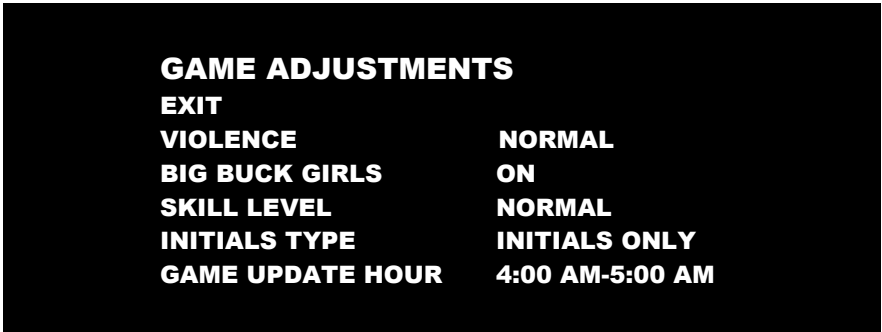 GAME ADJUSTMENTS
EXIT
VIOLENCE NORMAL
BIG BUCK GIRLS ON
SKILL LEVEL NORMAL
INITIALS TYPE INITIALS ONLY
GAME UPDATE HOUR 4:00 AM-5:00 AM